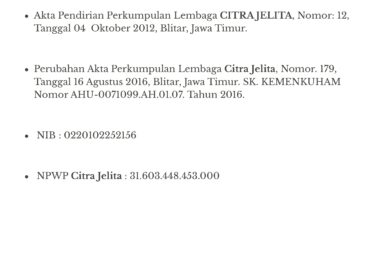 • Akta Pendirian Perkumpulan Lembaga CITRA JELITA, Nomor: 12,
Tanggal 04 Oktober 2012, Blitar, Jawa Timur.
• Perubahan Akta Perkumpulan Lembaga Citra Jelita, Nomor. 179,
Tanggal 16 Agustus 2016, Blitar, Jawa Timur. SK. KEMENKUHAM
Nomor AHU-0071099.AH.01.07. Tahun 2016.
• NIB : 0220102252156
• NPWP Citra Jelita : 31.603.448.453.000